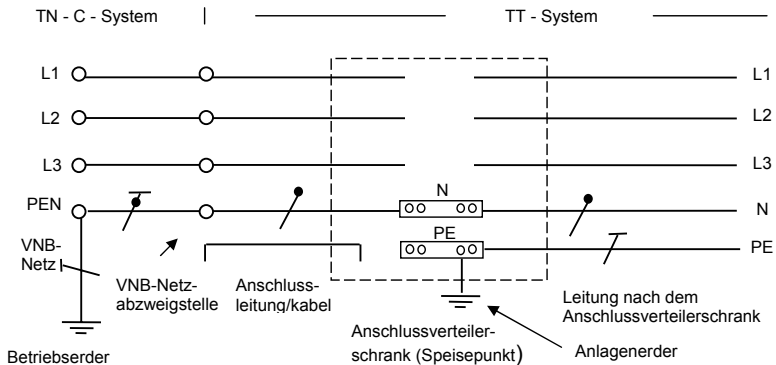 TN - C - System | TT - System
L1 L1
L2 L2
L3 L3
PEN N N
PE PE
VNB-
Netz
VNB-Netz-
abzweigstelle
Anschluss-
leitung/kabel
Anschlussverteiler-
schrank (Speisepunkt)
Leitung nach dem
Anschlussverteilerschrank
Anlagenerder
Betriebserder